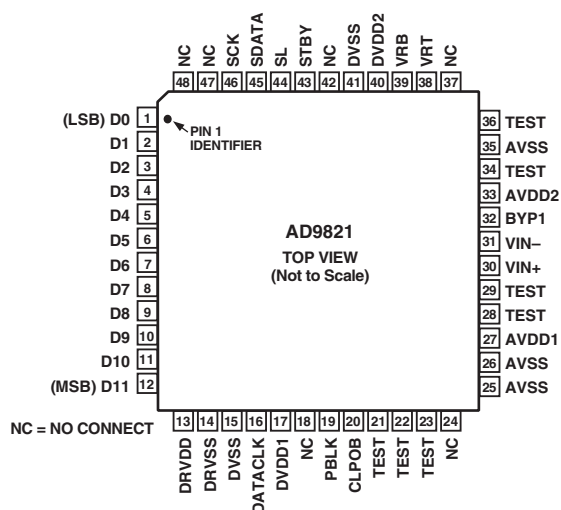 NC
NC
SCK
SDATA
SL
STBY
NC
DVSS
DVDD2
VRB
VRT
NC
48 47 46 45 44 43 42 41 40 39 38 37
(LSB) D0 1
D1 2
D2 3
D3 4
D4 5
D5 6
D6 7
D7 8
D8 9
D9 10
D10 11
(MSB) D11 12
PIN 1
IDENTIFIER
AD9821
TOP VIEW
(Not to Scale)
36 TEST
35 AVSS
34 TEST
33 AVDD2
32 BYP1
31 VIN–
30 VIN+
29 TEST
28 TEST
27 AVDD1
26 AVSS
25 AVSS
13 14 15 16 17 18 19 20 21 22 23 24
NC = NO CONNECT
DRVDD
DRVSS
DVSS
DATACLK
DVDD1
NC
PBLK
CLPOB
TEST
TEST
TEST
NC